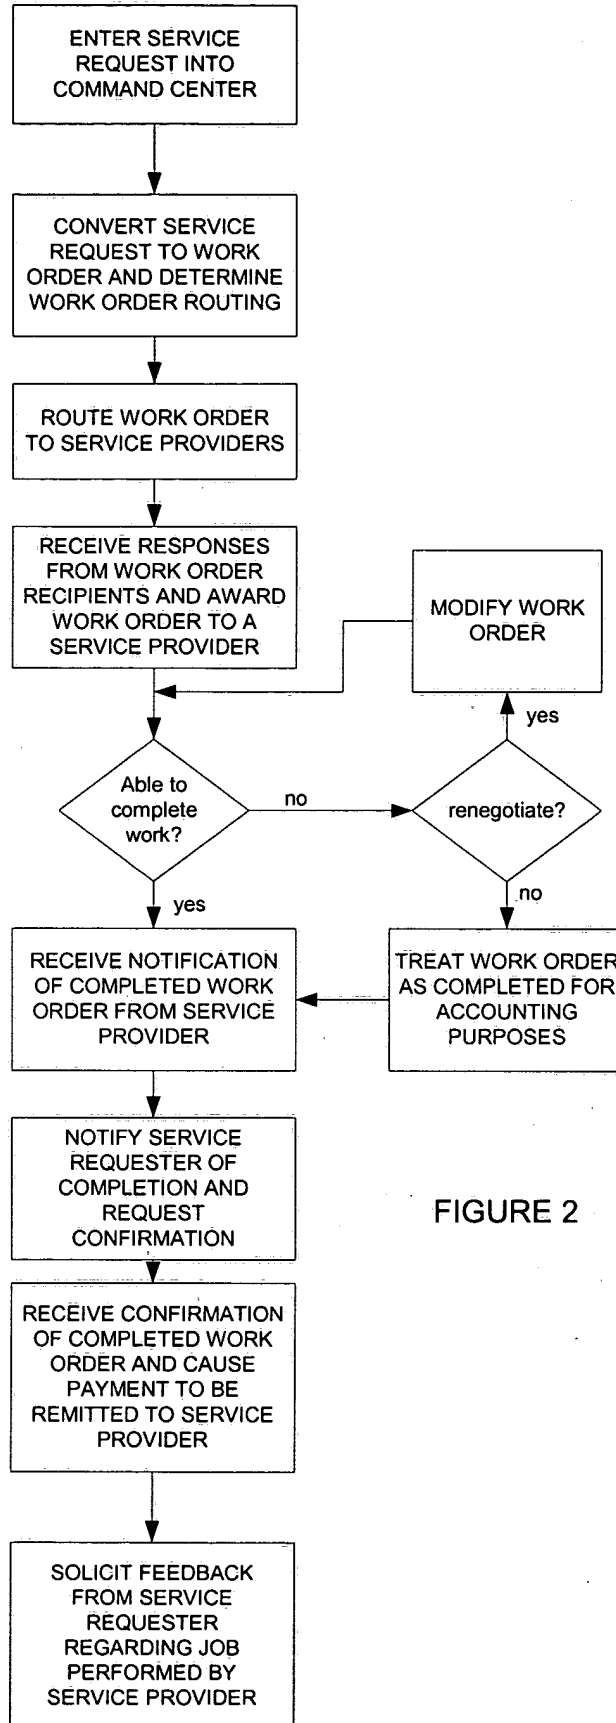 ENTER SERVICE
REQUEST INTO
COMMAND CENTER
CONVERT SERVICE
REQUEST TO WORK
ORDER AND DETERMINE
WORK ORDER ROUTING
ROUTE WORK ORDER
TO SERVICE PROVIDERS
RECEIVE RESPONSES
FROM WORK ORDER
RECIPIENTS AND AWARD
WORK ORDER TO A
SERVICE PROVIDER
MODIFY WORK
ORDER
yes
Able to
complete
work?
no
renegotiate?
yes
no
RECEIVE NOTIFICATION
OF COMPLETED WORK
ORDER FROM SERVICE
PROVIDER
TREAT WORK ORDER
AS COMPLETED FOR
ACCOUNTING
PURPOSES
NOTIFY SERVICE
REQUESTER OF
COMPLETION AND
REQUEST
CONFIRMATION
FIGURE 2
RECEIVE CONFIRMATION
OF COMPLETED WORK
ORDER AND CAUSE
PAYMENT TO BE
REMITTED TO SERVICE
PROVIDER
SOLICIT FEEDBACK
FROM SERVICE
REQUESTER
REGARDING JOB
PERFORMED BY
SERVICE PROVIDER